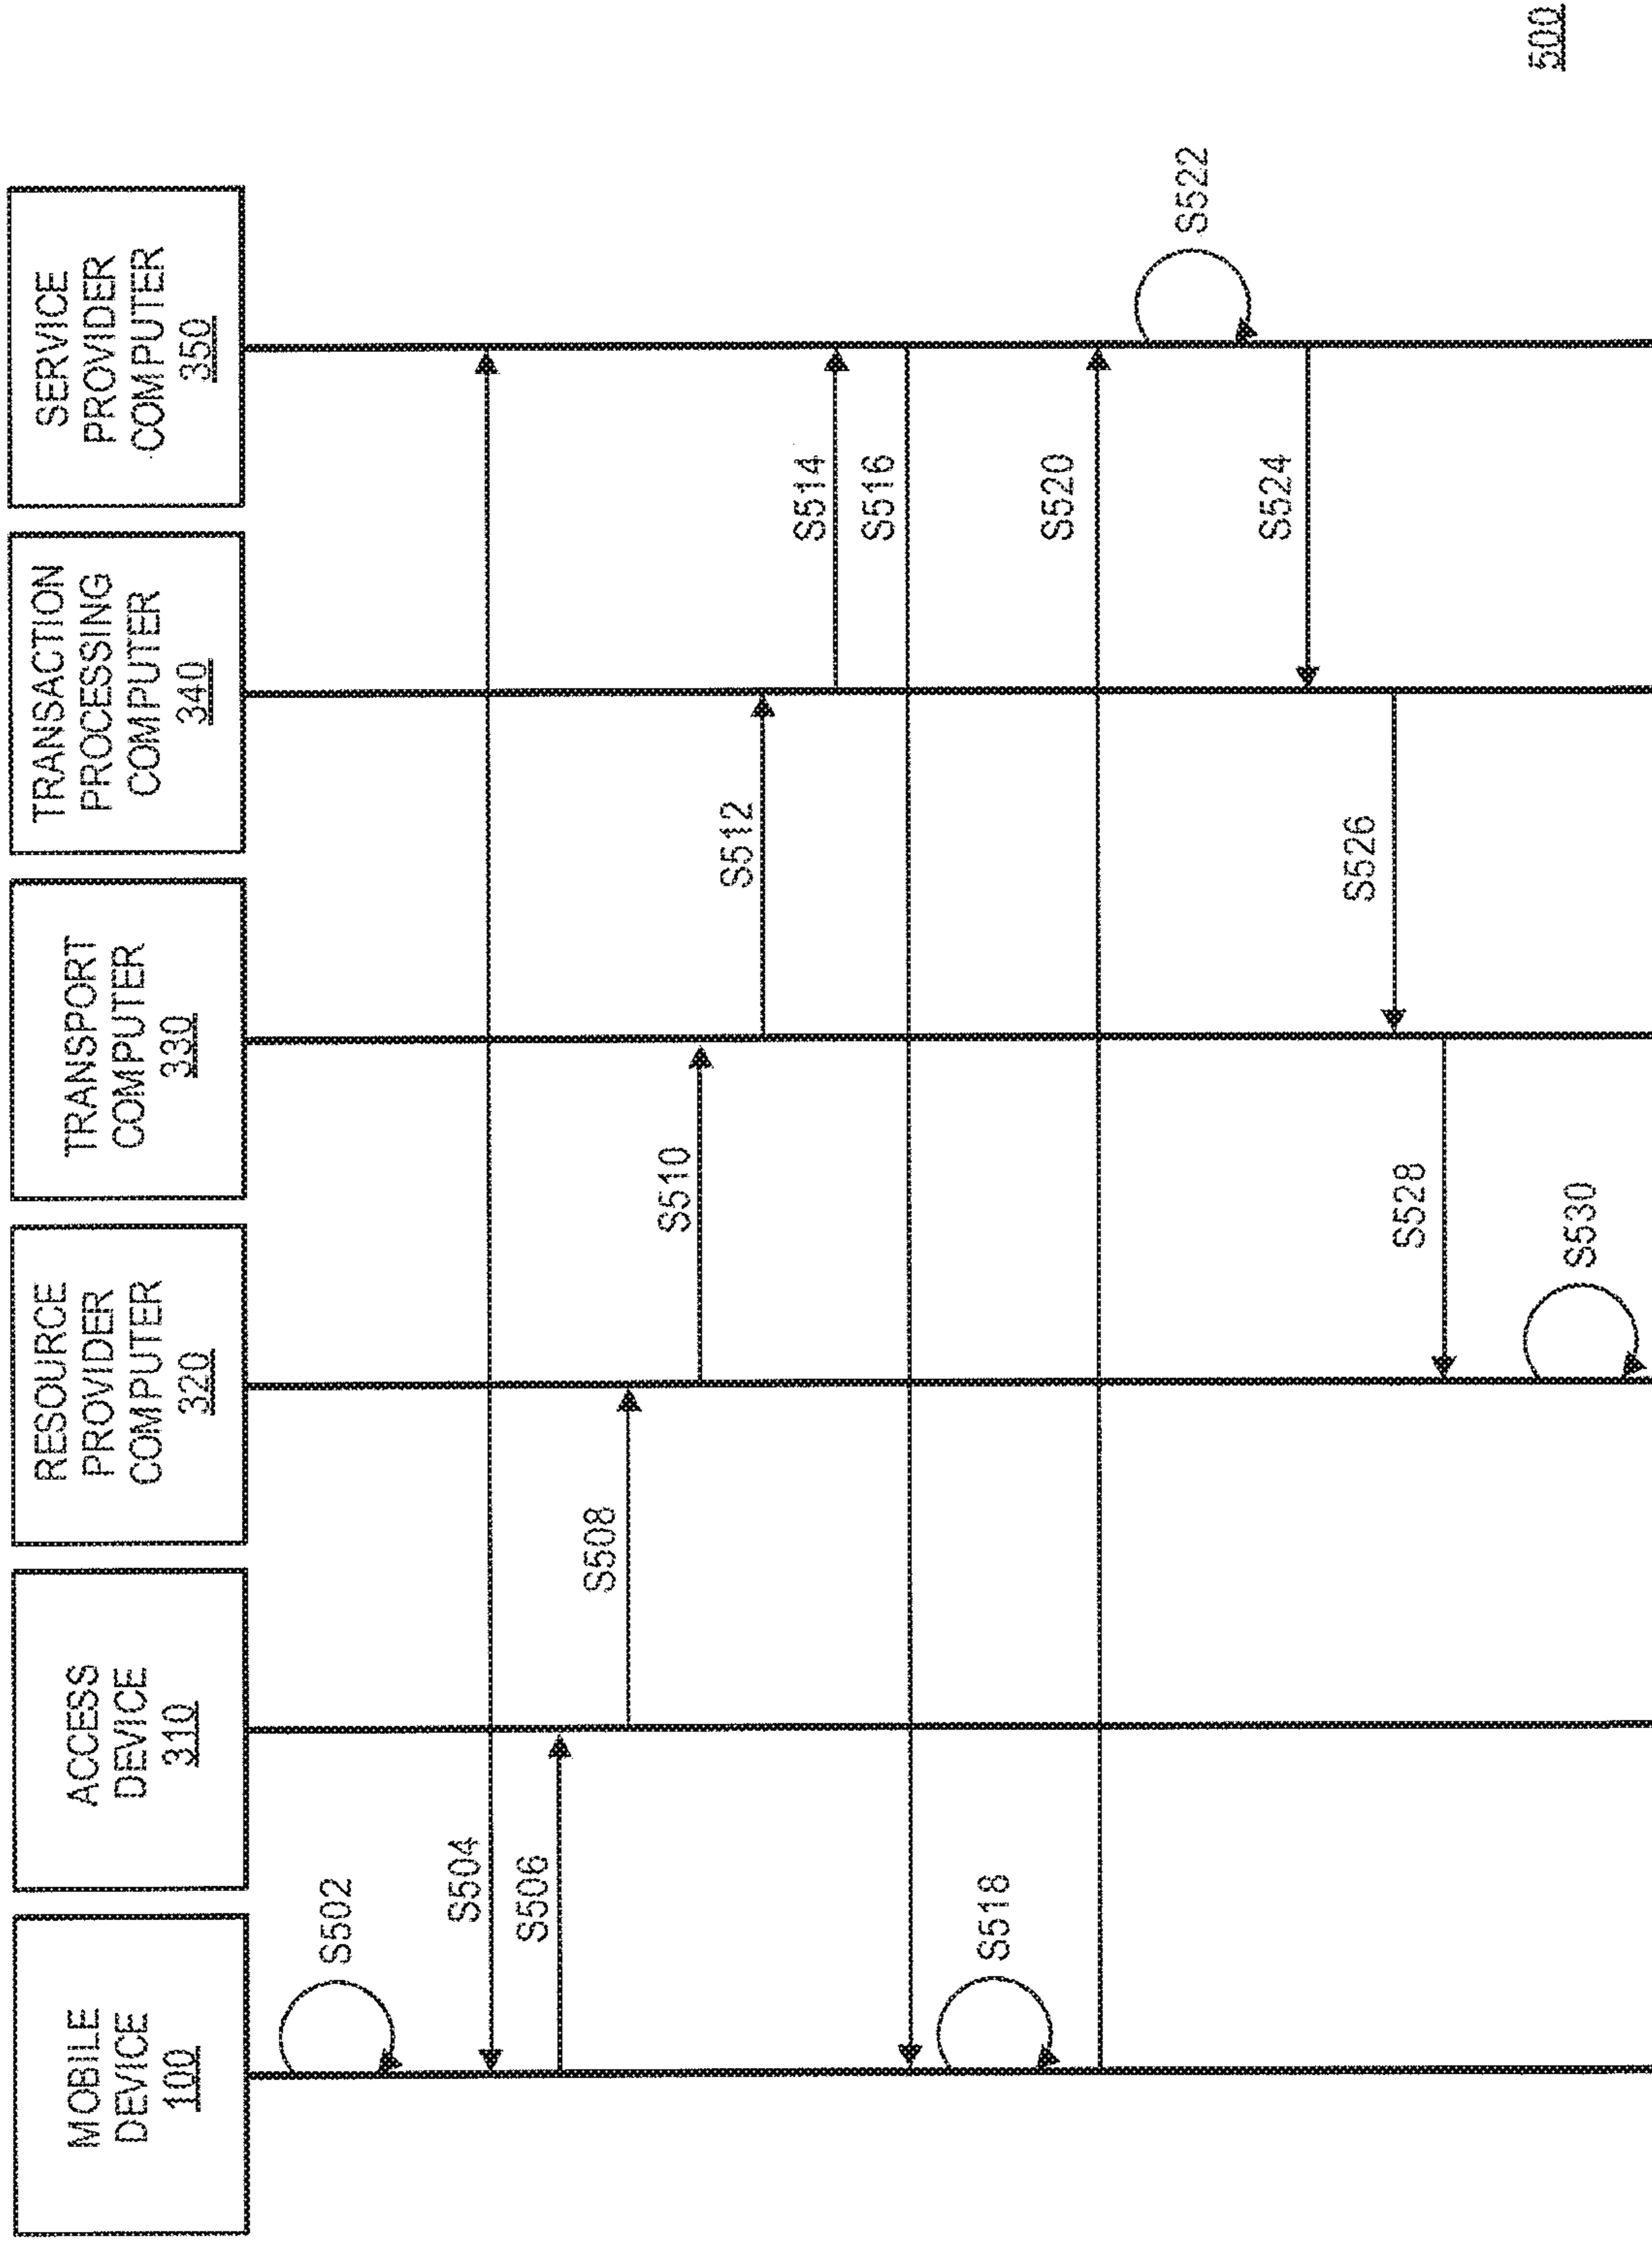 MOBILE
DEVICE
100
ACCESS
DEVICE
310
RESOURCE
PROVIDER
COMPUTER
320
TRANSPORT
COMPUTER
330
TRANSACTION
PROCESSING
COMPUTER
340
SERVICE
PROVIDER
COMPUTER
350
S502
S504
S506
S508
S510
S512
S514
S516
S518
S520
S522
S524
S526
S528
S530
500